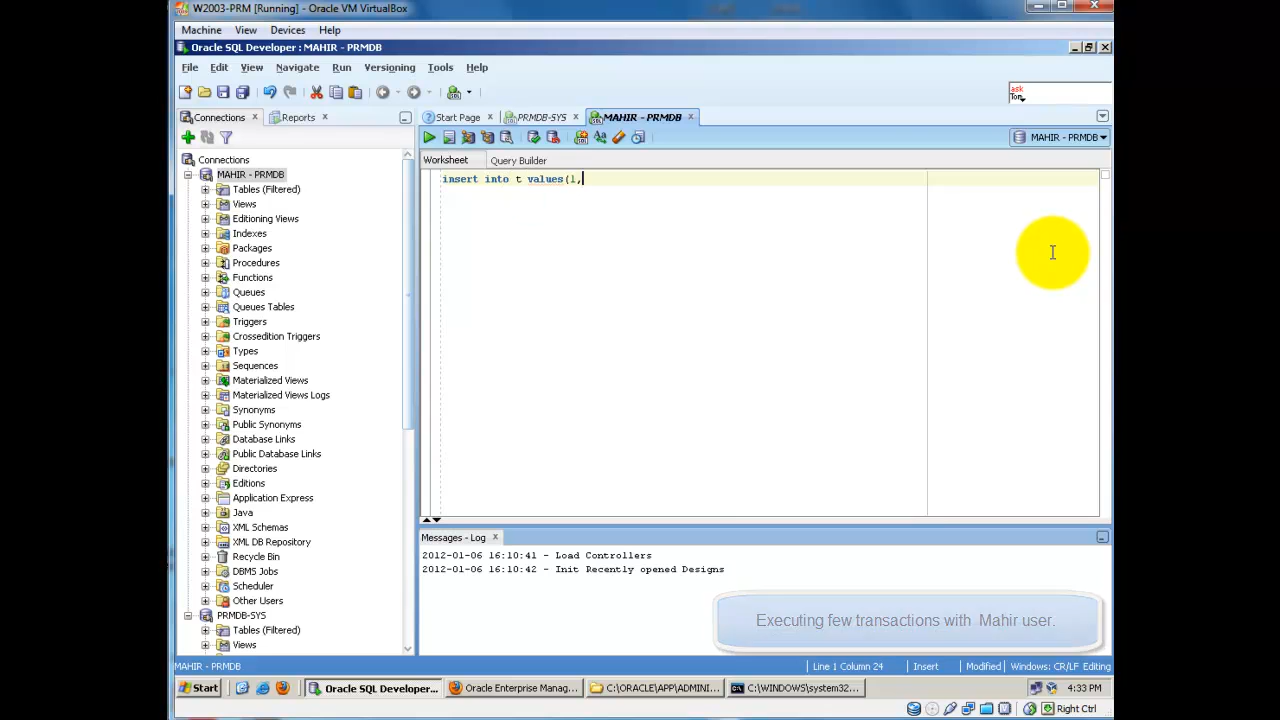 W2003-PRM [Running] - Oracle VM VirtualBox
Machine View Devices Help
Oracle SQL Developer : MAHIR - PRMDB
File Edit View Navigate Run Versioning Tools Help
ask
Tom
Connections
Reports
Start Page
PRMDB-SYS
MAHIR - PRMDB
MAHIR - PRMDB
Worksheet
Query Builder
insert into t values(1,
Connections
MAHIR - PRMDB
Tables (Filtered)
Views
Editioning Views
Indexes
Packages
Procedures
Functions
Queues
Queues Tables
Triggers
Crossedition Triggers
Types
Sequences
Materialized Views
Materialized Views Logs
Synonyms
Public Synonyms
Database Links
Public Database Links
Directories
Editions
Application Express
Java
XML Schemas
XML DB Repository
Recycle Bin
DBMS Jobs
Scheduler
Other Users
PRMDB-SYS
Tables (Filtered)
Views
Messages - Log
2012-01-06 16:10:41 - Load Controllers
2012-01-06 16:10:42 - Init Recently opened Designs
Executing few transactions with Mahir user.
MAHIR - PRMDB
Line 1 Column 24
Insert
Modified
Windows: CR/LF Editing
Start
Oracle SQL Developer...
Oracle Enterprise Manag...
C:\ORACLE\APP\ADMINI...
C:\WINDOWS\system32...
4:33 PM
Right Ctrl